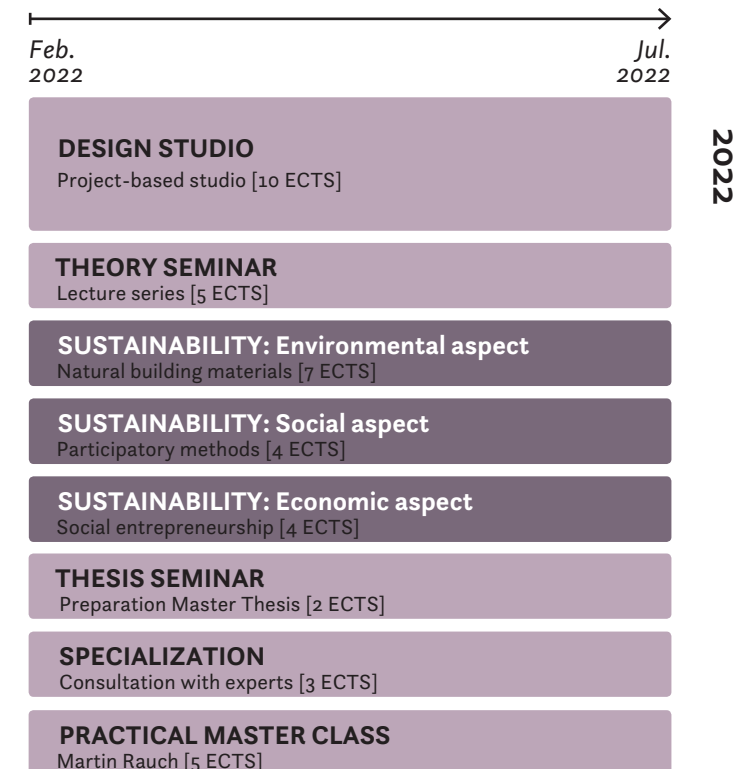 Feb.
2022
Jul.
2022
2022
DESIGN STUDIO
Project-based studio [10 ECTS]
THEORY SEMINAR
Lecture series [5 ECTS]
SUSTAINABILITY: Environmental aspect
Natural building materials [7 ECTS]
SUSTAINABILITY: Social aspect
Participatory methods [4 ECTS]
SUSTAINABILITY: Economic aspect
Social entrepreneurship [4 ECTS]
THESIS SEMINAR
Preparation Master Thesis [2 ECTS]
SPECIALIZATION
Consultation with experts [3 ECTS]
PRACTICAL MASTER CLASS
Martin Rauch [5 ECTS]